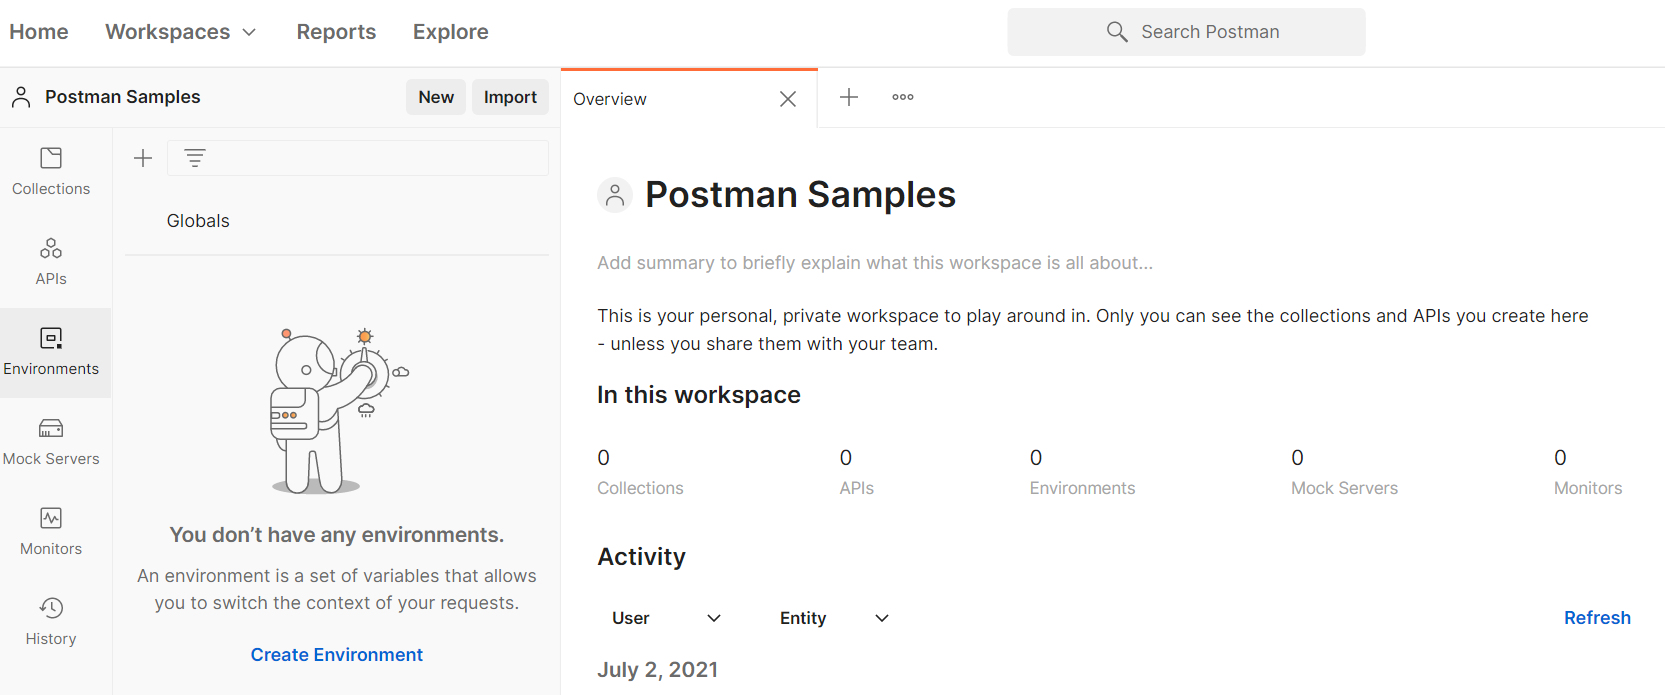 Home Workspaces Reports Explore Search Postman
Postman Samples New Import
Overview
Collections
APIs
Environments
Mock Servers
Monitors
History
Globals
You don’t have any environments.
An environment is a set of variables that allows
you to switch the context of your requests.
Create Environment
Postman Samples
Add summary to briefly explain what this workspace is all about...
This is your personal, private workspace to play around in. Only you can see the collections and APIs you create here
- unless you share them with your team.
In this workspace
0 0 0 0 0
Collections APIs Environments Mock Servers Monitors
Activity
User Entity Refresh
July 2, 2021